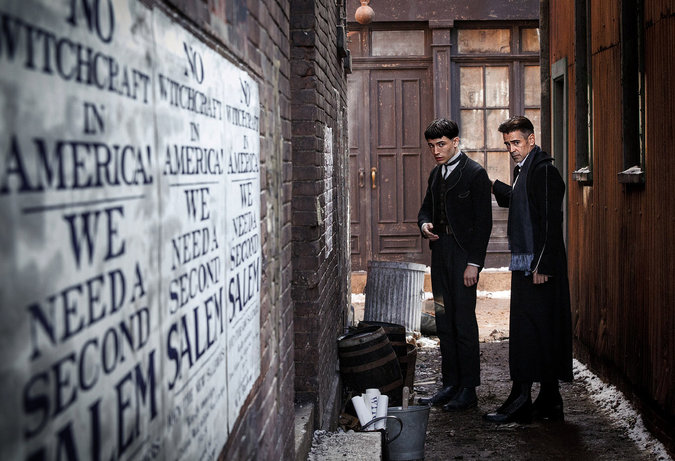 NO
WITCHCRAFT
IN
AMERICA!
WE
NEED A
SECOND
SALEM
NO
WITCHCRAFT
IN
AMERICA!
WE
NEED A
SECOND
SALEM
NO
WITCHCRAFT
IN
AMERICA!
WE
NEED A
SECOND
SALEM